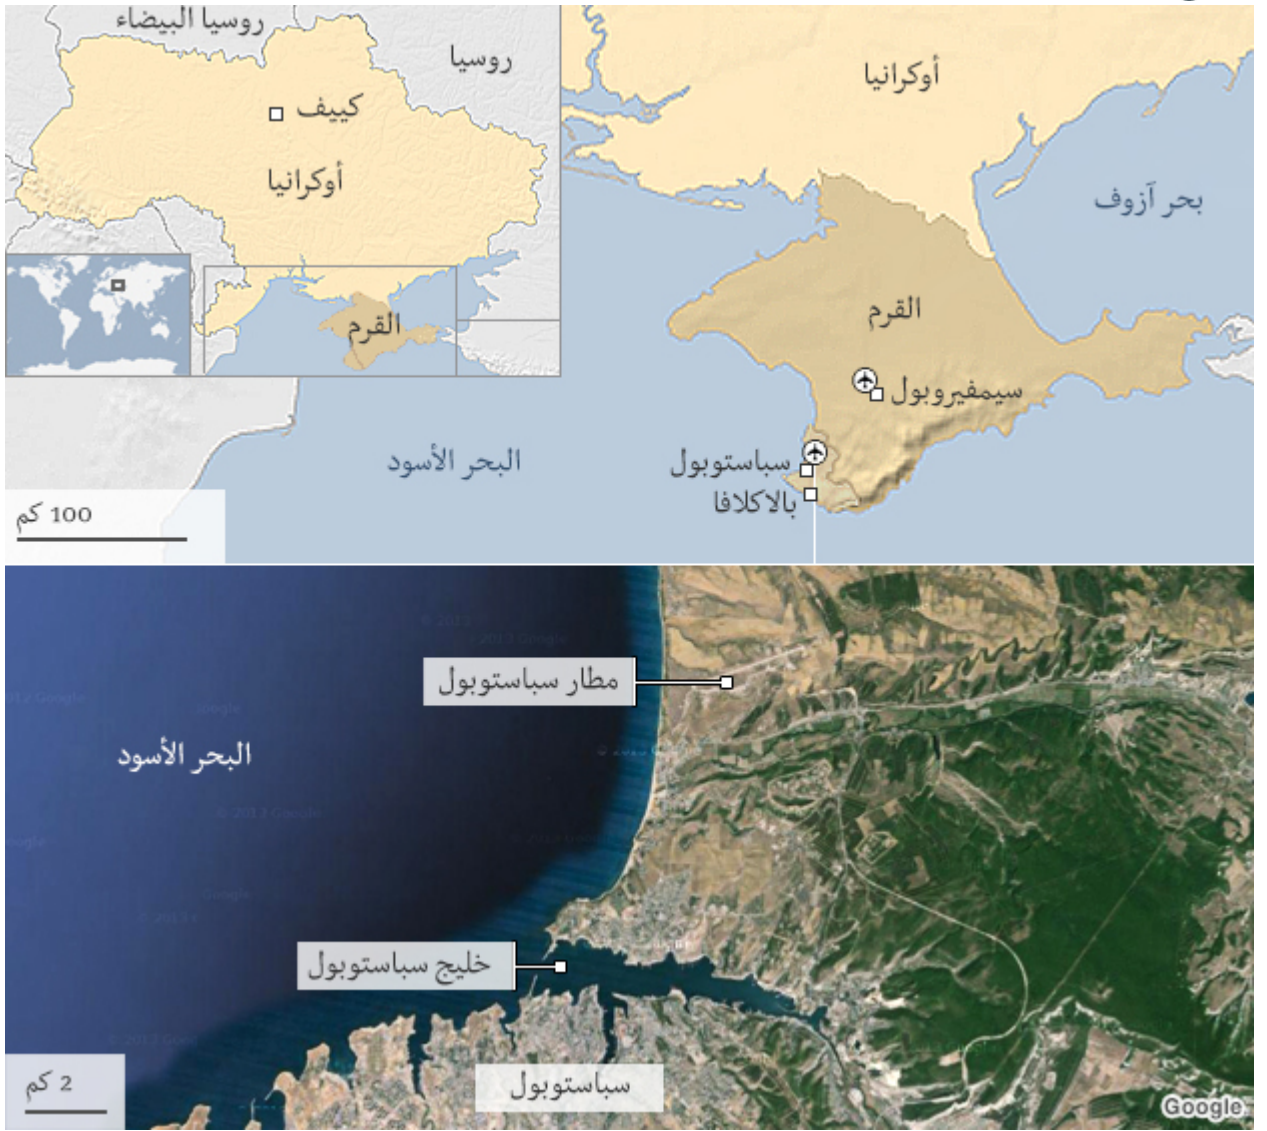 روسيا البيضاء
روسيا
كييف
أوكرانيا
القرم
أوكرانيا
بحر آزوف
القرم
سيمفيروبول
سباستوبول
بالاكلافا
البحر الأسود
100 كم
مطار سباستوبول
البحر الأسود
خليج سباستوبول
سباستوبول
2 كم
Google